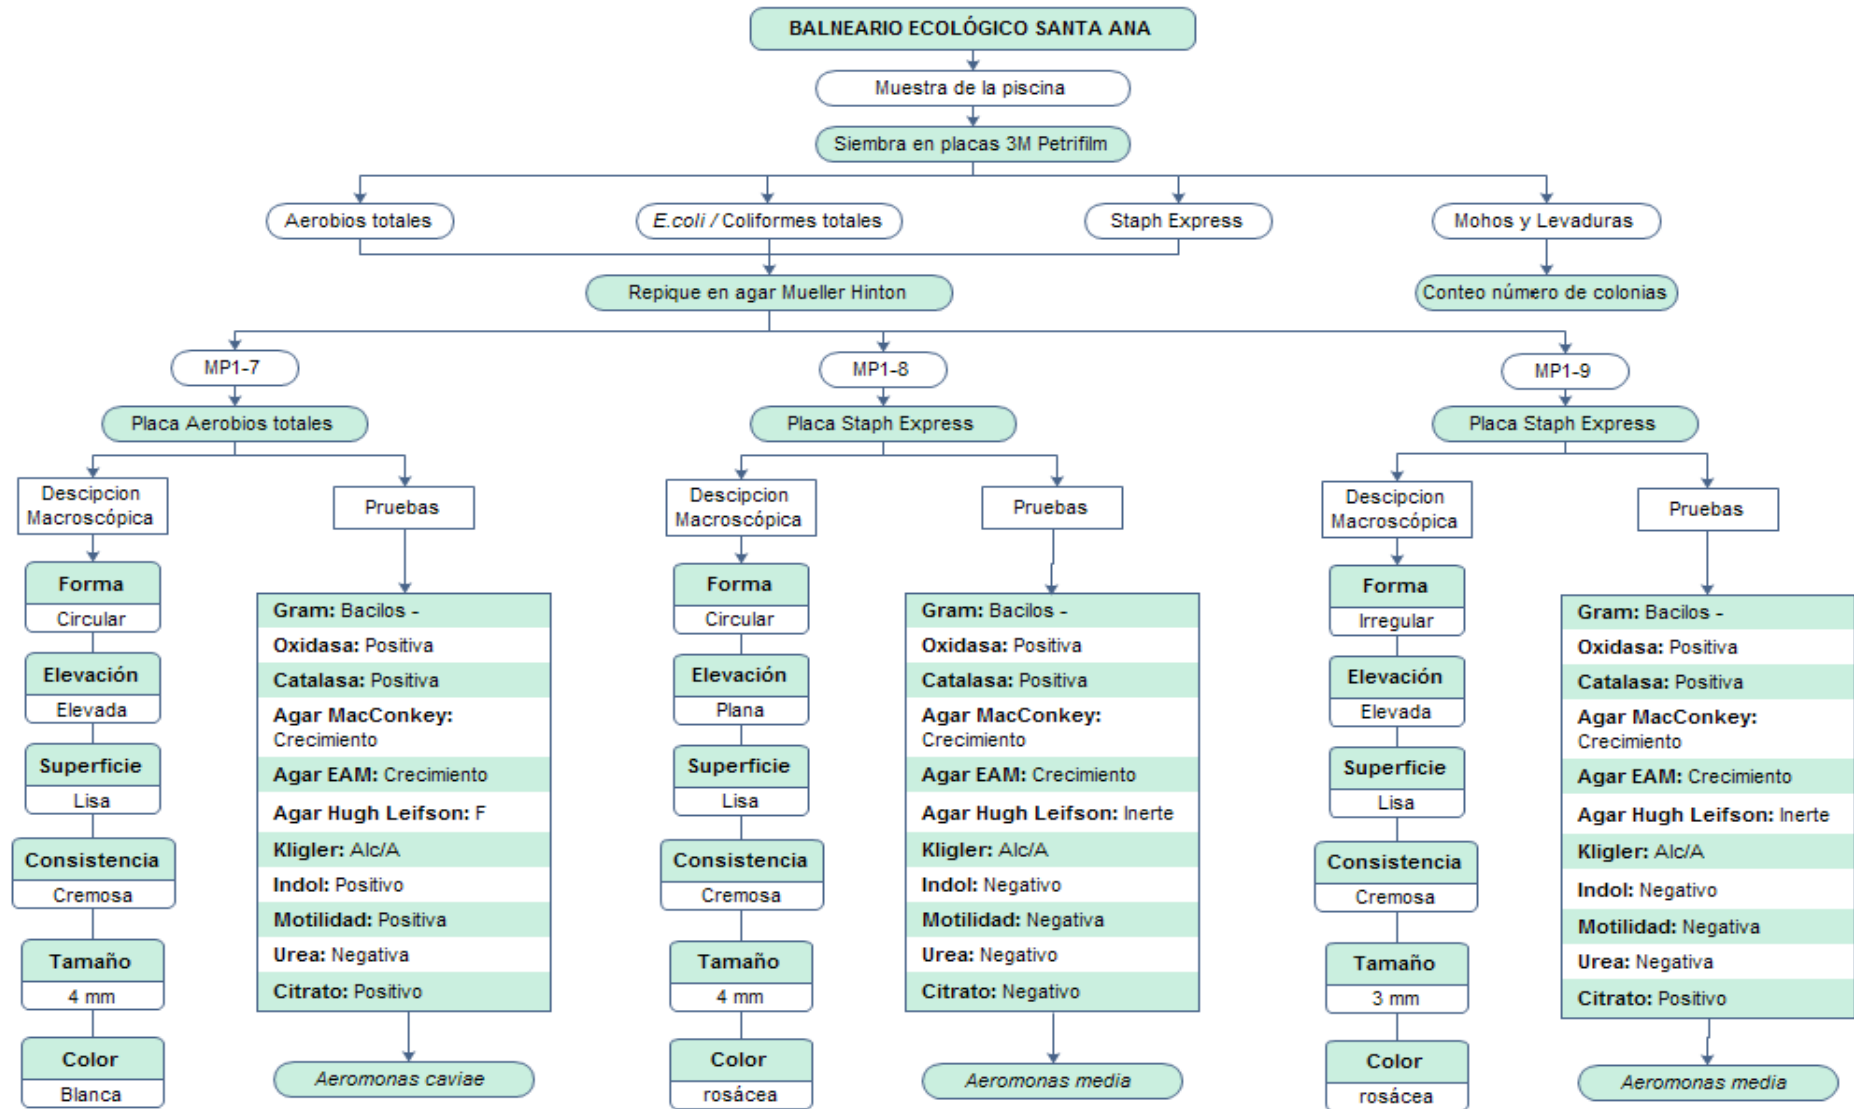 BALNEARIO ECOLÓGICO SANTA ANA
Muestra de la piscina
Siembra en placas 3M Petrifilm
Aerobios totales
E.coli / Coliformes totales
Staph Express
Mohos y Levaduras
Repique en agar Mueller Hinton
Conteo número de colonias
MP1-7
MP1-8
MP1-9
Placa Aerobios totales
Placa Staph Express
Placa Staph Express
Descipcion
Macroscópica
Pruebas
Forma
Circular
Elevación
Elevada
Superficie
Lisa
Consistencia
Cremosa
Tamaño
4 mm
Color
Blanca
Gram: Bacilos -
Oxidasa: Positiva
Catalasa: Positiva
Agar MacConkey:
Crecimiento
Agar EAM: Crecimiento
Agar Hugh Leifson: F
Kligler: Alc/A
Indol: Positivo
Motilidad: Positiva
Urea: Negativa
Citrato: Positivo
Aeromonas caviae
Descipcion
Macroscópica
Pruebas
Forma
Circular
Elevación
Plana
Superficie
Lisa
Consistencia
Cremosa
Tamaño
4 mm
Color
rosácea
Gram: Bacilos -
Oxidasa: Positiva
Catalasa: Positiva
Agar MacConkey:
Crecimiento
Agar EAM: Crecimiento
Agar Hugh Leifson: Inerte
Kligler: Alc/A
Indol: Negativo
Motilidad: Negativa
Urea: Negativo
Citrato: Negativo
Aeromonas media
Descipcion
Macroscópica
Pruebas
Forma
Irregular
Elevación
Elevada
Superficie
Lisa
Consistencia
Cremosa
Tamaño
3 mm
Color
rosácea
Gram: Bacilos -
Oxidasa: Positiva
Catalasa: Positiva
Agar MacConkey:
Crecimiento
Agar EAM: Crecimiento
Agar Hugh Leifson: Inerte
Kligler: Alc/A
Indol: Negativo
Motilidad: Negativa
Urea: Negativa
Citrato: Positivo
Aeromonas media